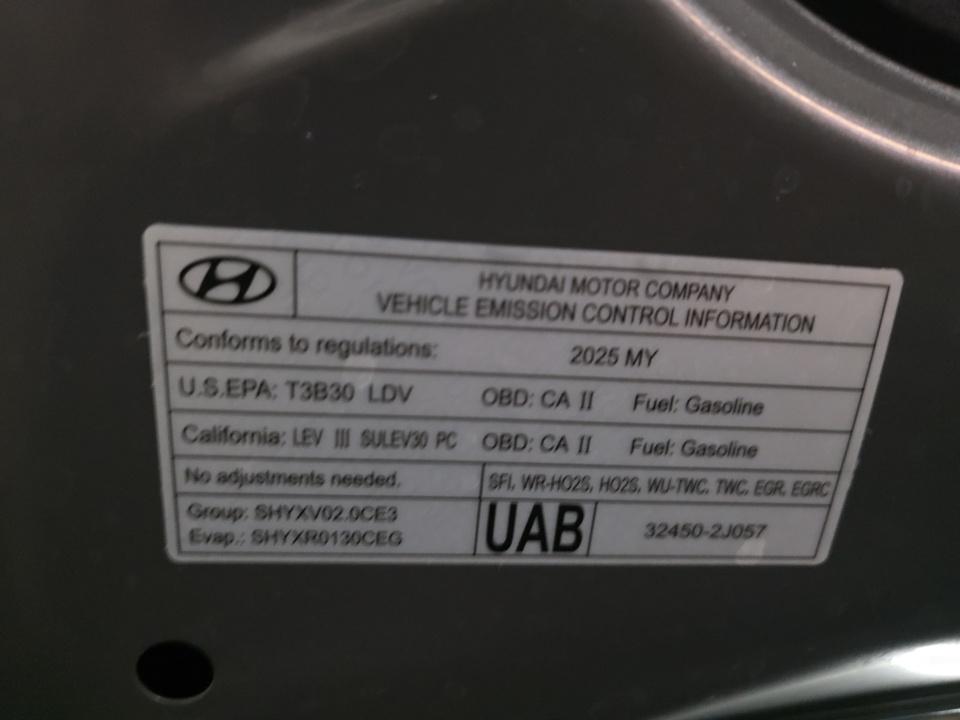 HYUNDAI MOTOR COMPANY
VEHICLE EMISSION CONTROL INFORMATION
Conforms to regulations: 2025 MY
U.S.EPA: T3B30 LDV OBD: CA II Fuel: Gasoline
California: LEV III SULEV30 PC OBD: CA II Fuel: Gasoline
No adjustments needed. SFI, WR-HO2S, HO2S, WU-TWC, TWC, EGR, EGRC
Group: SHYXV02.0CE3
Evap.: SHYXR0130CEG
UAB 32450-2J057